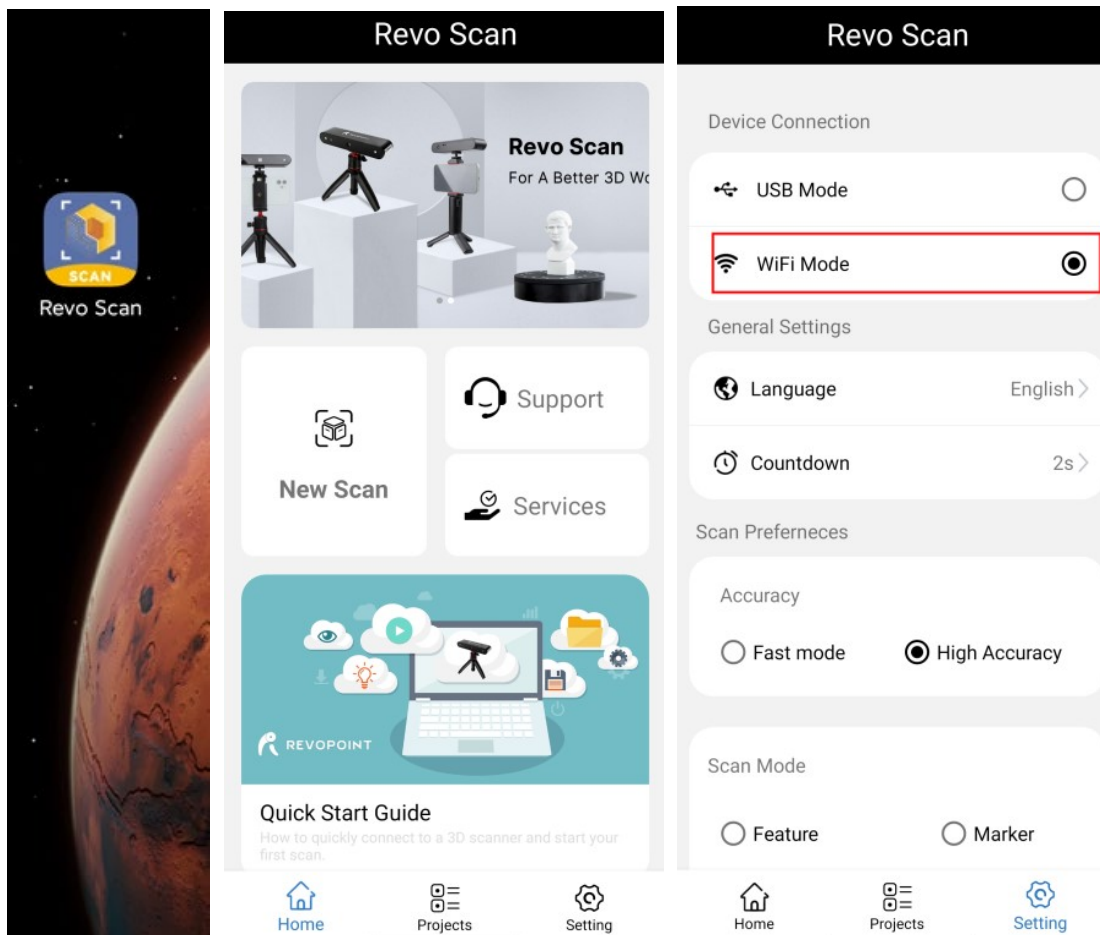 SCAN
Revo Scan
Revo Scan
Revo Scan
For A Better 3D Wo
New Scan
Support
Services
REVOPOINT
Quick Start Guide
How to quickly connect to a 3D scanner and start your
first scan.
Home
Projects
Setting
Revo Scan
Device Connection
USB Mode
WiFi Mode
General Settings
Language English
Countdown 2s
Scan Preferneces
Accuracy
Fast mode High Accuracy
Scan Mode
Feature Marker
Home
Projects
Setting